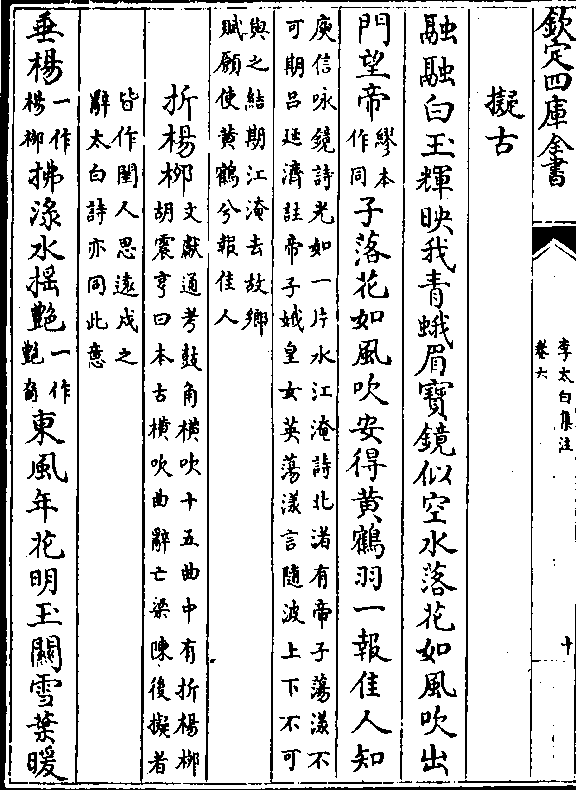 欽定四庫全書
李太白集注
卷六
十
擬古
融融白玉輝映我青蛾眉寶鏡似空水落花如風吹出
門望帝繆本作同子落花如風吹安得黄鶴羽一報佳人知
庾信咏鏡詩光如一片水江淹詩北渚有帝子蕩漾不
可期吕延濟註帝子娥皇女英蕩漾言隨波上下不可
與之結期江淹去故鄉
賦願使黄鶴兮報佳人
折楊栁文獻通考鼓角横吹十五曲中有折楊栁
胡震亨曰本古横吹曲辭亡梁陳後擬者
皆作閨人思遠戍之
辭太白詩亦同此意
垂楊一作楊栁拂渌水揺艷一作艷裔東風年花明玉闗雪葉暖